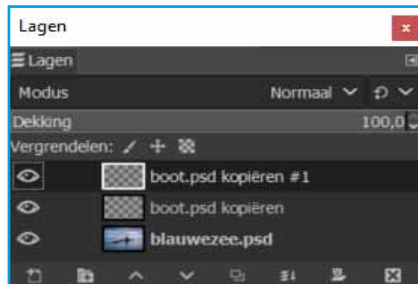 Lagen
Lagen
Modus Normaal
Dekking 100,0
Vergrendelen:
boot.psd kopiëren #1
boot.psd kopiëren
blauwezee.psd